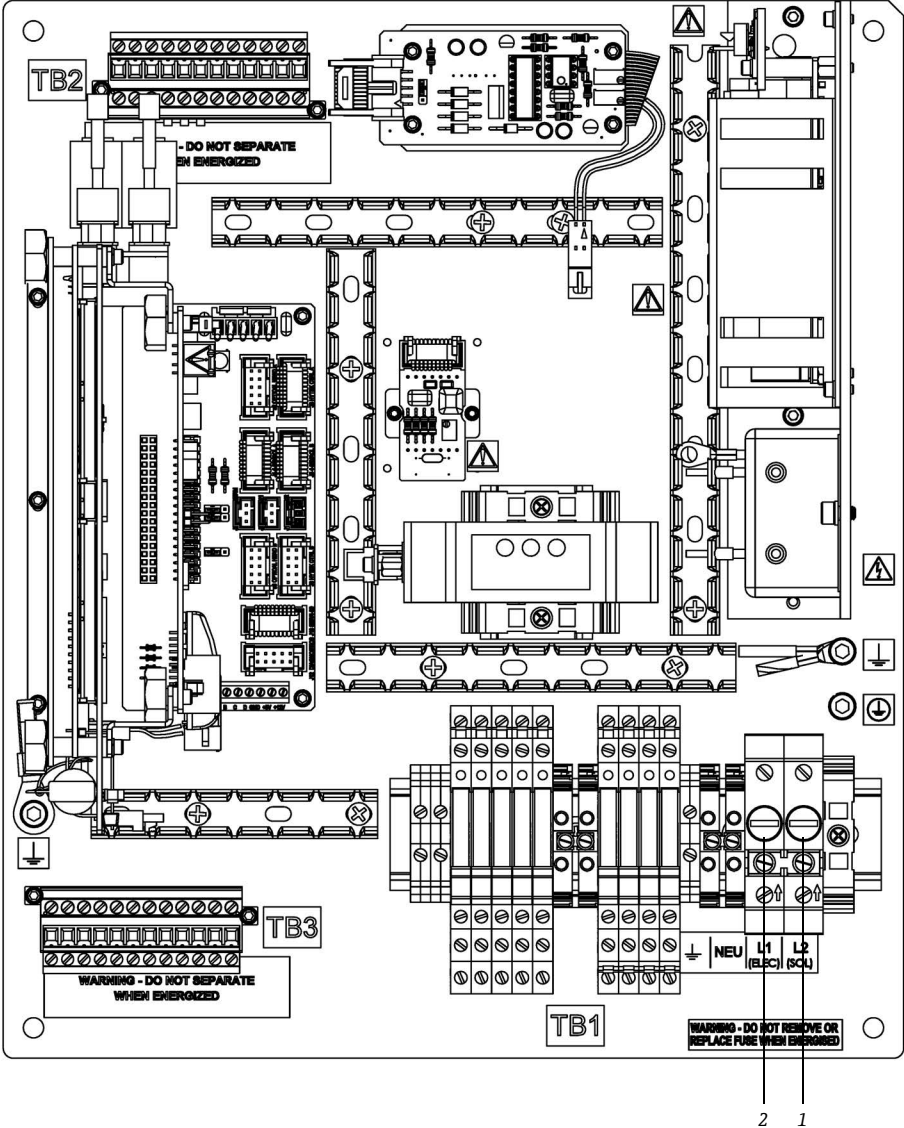 TB2
- DO NOT SEPARATE
EN ENERGIZED
TB3
WARNING - DO NOT SEPARATE
WHEN ENERGIZED
NEU
L1
(ELEC)
L2
(SOL)
TB1
WARNING - DO NOT REMOVE OR
REPLACE FUSE WHEN ENERGISED
2 1